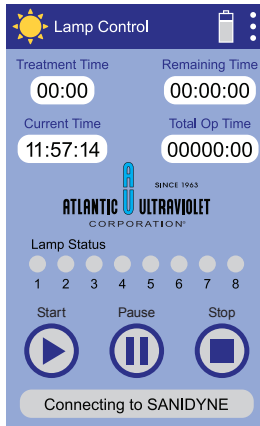 Lamp Control
Treatment Time Remaining Time
00:00 00:00:00
Current Time Total Op Time
11:57:14 00000:00
AU
SINCE 1963
ATLANTIC ULTRAVIOLET
CORPORATION®
Lamp Status
1 2 3 4 5 6 7 8
Start Pause Stop
Connecting to SANIDYNE